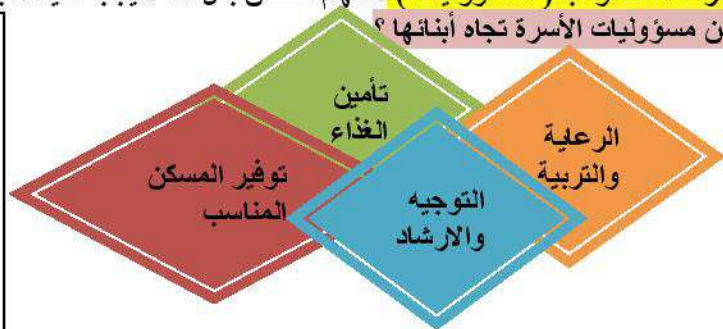 من مسؤوليات الأسرة تجاه أبنائها ؟
تأمين
الغذاء
الرعاية
والتربية
توفير المسكن
المناسب
التوجيه
والارشاد